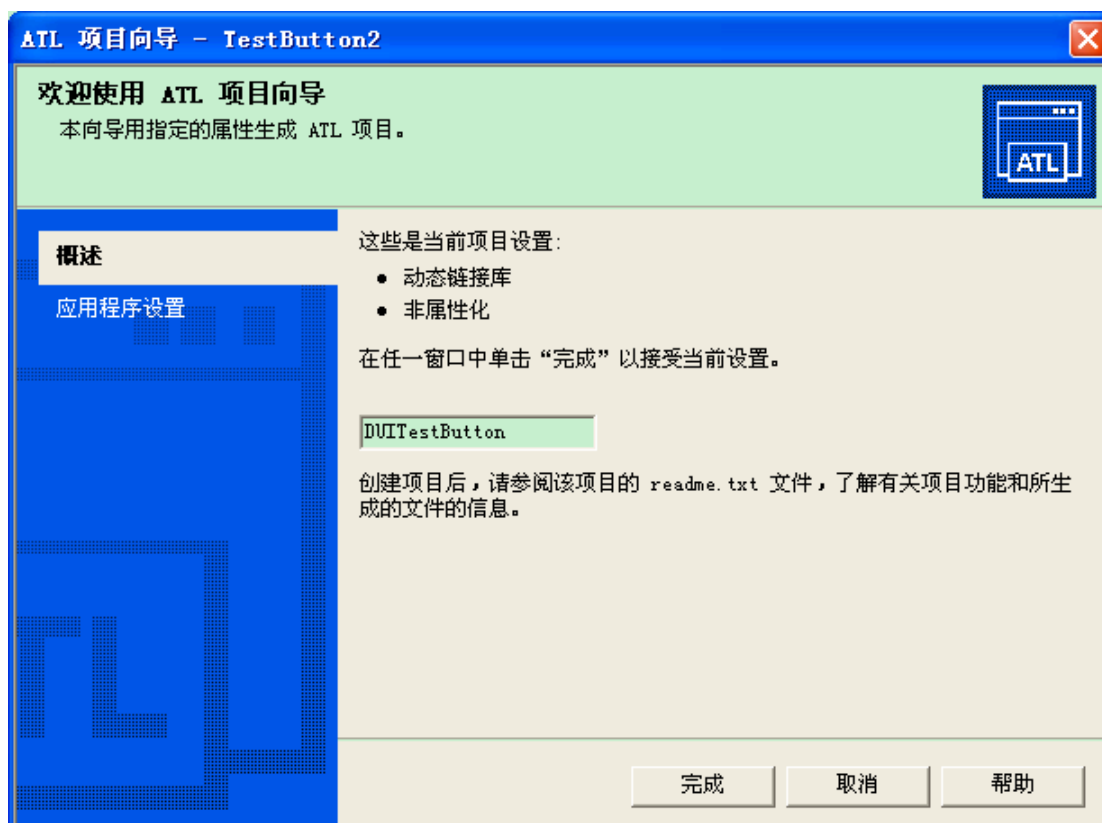 ATL 项目向导 - TestButton2
欢迎使用 ATL 项目向导
本向导用指定的属性生成 ATL 项目。
ATL
概述
应用程序设置
这些是当前项目设置:
• 动态链接库
• 非属性化
在任一窗口中单击“完成”以接受当前设置。
DUITestButton
创建项目后，请参阅该项目的 readme.txt 文件，了解有关项目功能和所生
成的文件的信息。
完成
取消
帮助